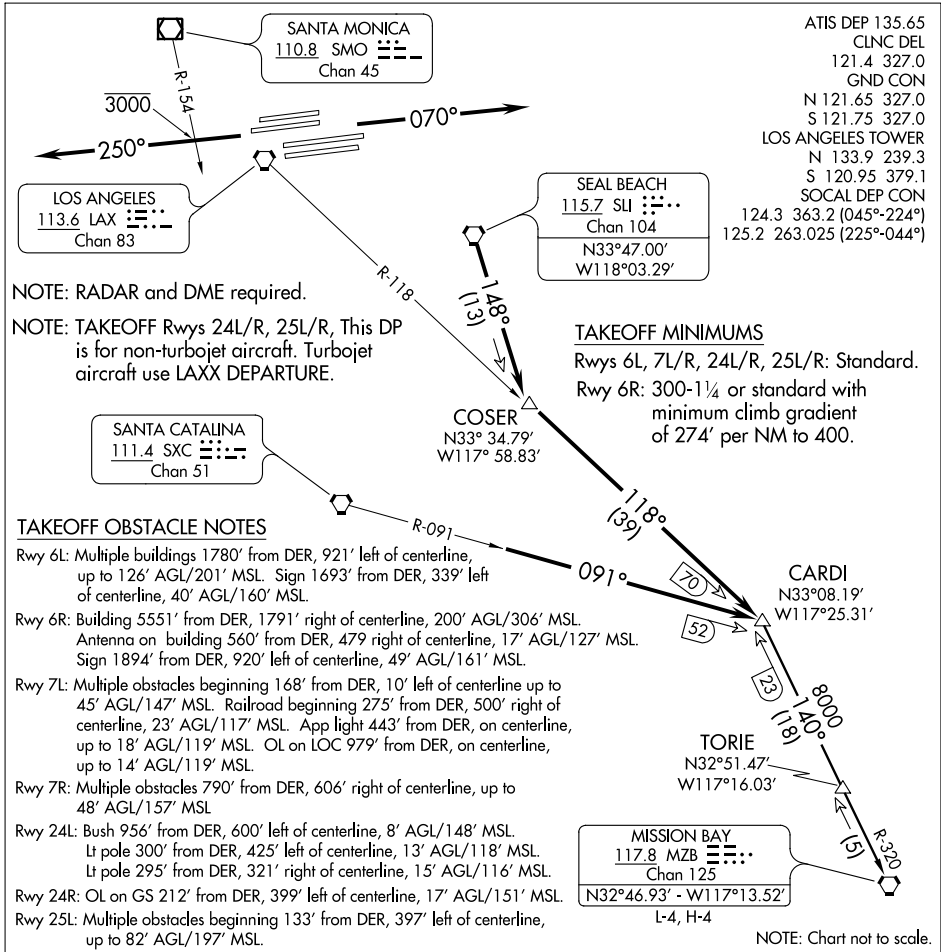 SANTA MONICA
110.8 SMO
Chan 45
R-154
3000
250°
070°
ATIS DEP 135.65
CLNC DEL
121.4 327.0
GND CON
N 121.65 327.0
S 121.75 327.0
LOS ANGELES TOWER
N 133.9 239.3
S 120.95 379.1
SOCAL DEP CON
124.3 363.2 (045°-224°)
125.2 263.025 (225°-044°)
LOS ANGELES
113.6 LAX
Chan 83
SEAL BEACH
115.7 SLI
Chan 104
N33°47.00'
W118°03.29'
R-118
148°
(13)
NOTE: RADAR and DME required.
NOTE: TAKEOFF Rwys 24L/R, 25L/R, This DP
is for non-turbojet aircraft. Turbojet
aircraft use LAXX DEPARTURE.
TAKEOFF MINIMUMS
Rwys 6L, 7L/R, 24L/R, 25L/R: Standard.
Rwy 6R: 300-1¼ or standard with
minimum climb gradient
of 274' per NM to 400.
COSER
N33° 34.79'
W117° 58.83'
SANTA CATALINA
111.4 SXC
Chan 51
R-091
091°
118°
(39)
70
52
CARDI
N33°08.19'
W117°25.31'
23
8000
140°
(18)
TORIE
N32°51.47'
W117°16.03'
(5)
R-320
MISSION BAY
117.8 MZB
Chan 125
N32°46.93' - W117°13.52'
L-4, H-4
TAKEOFF OBSTACLE NOTES
Rwy 6L: Multiple buildings 1780' from DER, 921' left of centerline,
up to 126' AGL/201' MSL. Sign 1693' from DER, 339' left
of centerline, 40' AGL/160' MSL.
Rwy 6R: Building 5551' from DER, 1791' right of centerline, 200' AGL/306' MSL.
Antenna on building 560' from DER, 479 right of centerline, 17' AGL/127' MSL.
Sign 1894' from DER, 920' left of centerline, 49' AGL/161' MSL.
Rwy 7L: Multiple obstacles beginning 168' from DER, 10' left of centerline up to
45' AGL/147' MSL. Railroad beginning 275' from DER, 500' right of
centerline, 23' AGL/117' MSL. App light 443' from DER, on centerline,
up to 18' AGL/119' MSL. OL on LOC 979' from DER, on centerline,
up to 14' AGL/119' MSL.
Rwy 7R: Multiple obstacles 790' from DER, 606' right of centerline, up to
48' AGL/157' MSL
Rwy 24L: Bush 956' from DER, 600' left of centerline, 8' AGL/148' MSL.
Lt pole 300' from DER, 425' left of centerline, 13' AGL/118' MSL.
Lt pole 295' from DER, 321' right of centerline, 15' AGL/116' MSL.
Rwy 24R: OL on GS 212' from DER, 399' left of centerline, 17' AGL/151' MSL.
Rwy 25L: Multiple obstacles beginning 133' from DER, 397' left of centerline,
up to 82' AGL/197' MSL.
NOTE: Chart not to scale.